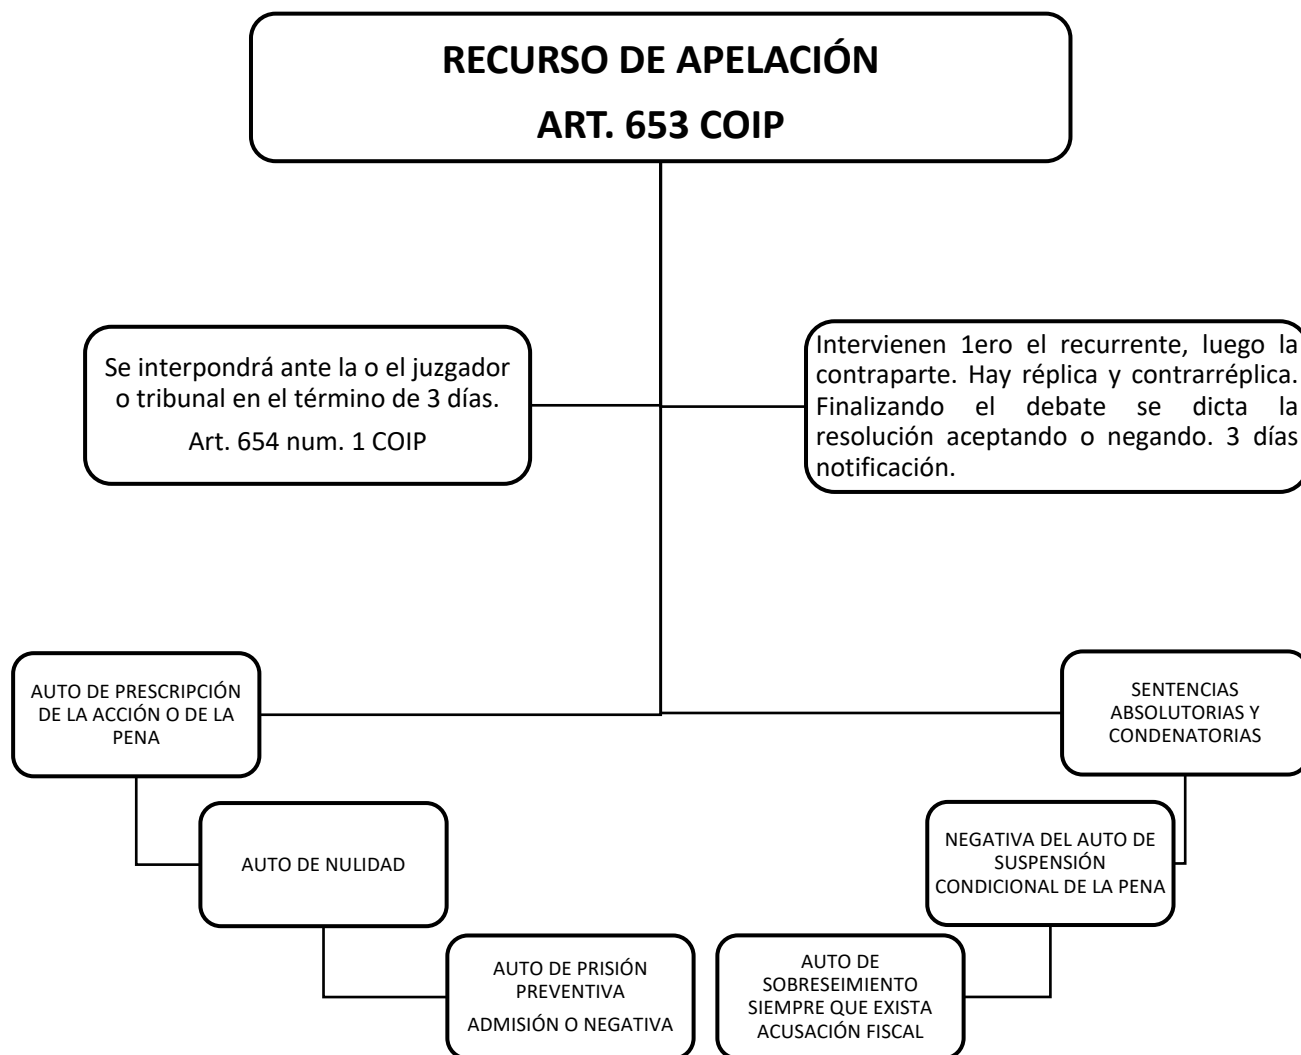 RECURSO DE APELACIÓN
ART. 653 COIP
Se interpondrá ante la o el juzgador
o tribunal en el término de 3 días.
Art. 654 num. 1 COIP
Intervienen 1ero el recurrente, luego la
contraparte. Hay réplica y contrarréplica.
Finalizando el debate se dicta la
resolución aceptando o negando. 3 días
notificación.
AUTO DE PRESCRIPCIÓN
DE LA ACCIÓN O DE LA
PENA
SENTENCIAS
ABSOLUTORIAS Y
CONDENATORIAS
AUTO DE NULIDAD
NEGATIVA DEL AUTO DE
SUSPENSIÓN
CONDICIONAL DE LA PENA
AUTO DE PRISIÓN
PREVENTIVA
ADMISIÓN O NEGATIVA
AUTO DE
SOBRESEIMIENTO
SIEMPRE QUE EXISTA
ACUSACIÓN FISCAL